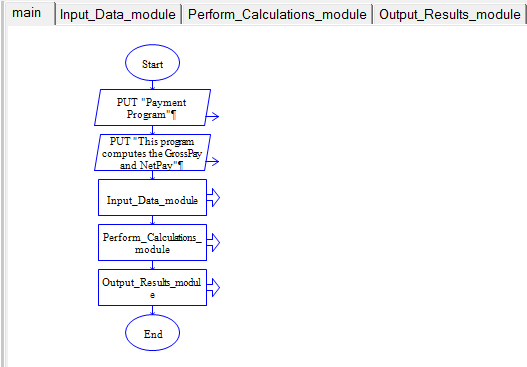 main Input_Data_module Perform_Calculations_module Output_Results_module
Start
PUT "Payment
Program"¶
PUT "This program
computes the GrossPay
and NetPay"¶
Input_Data_module
Perform_Calculations_
module
Output_Results_modul
e
End